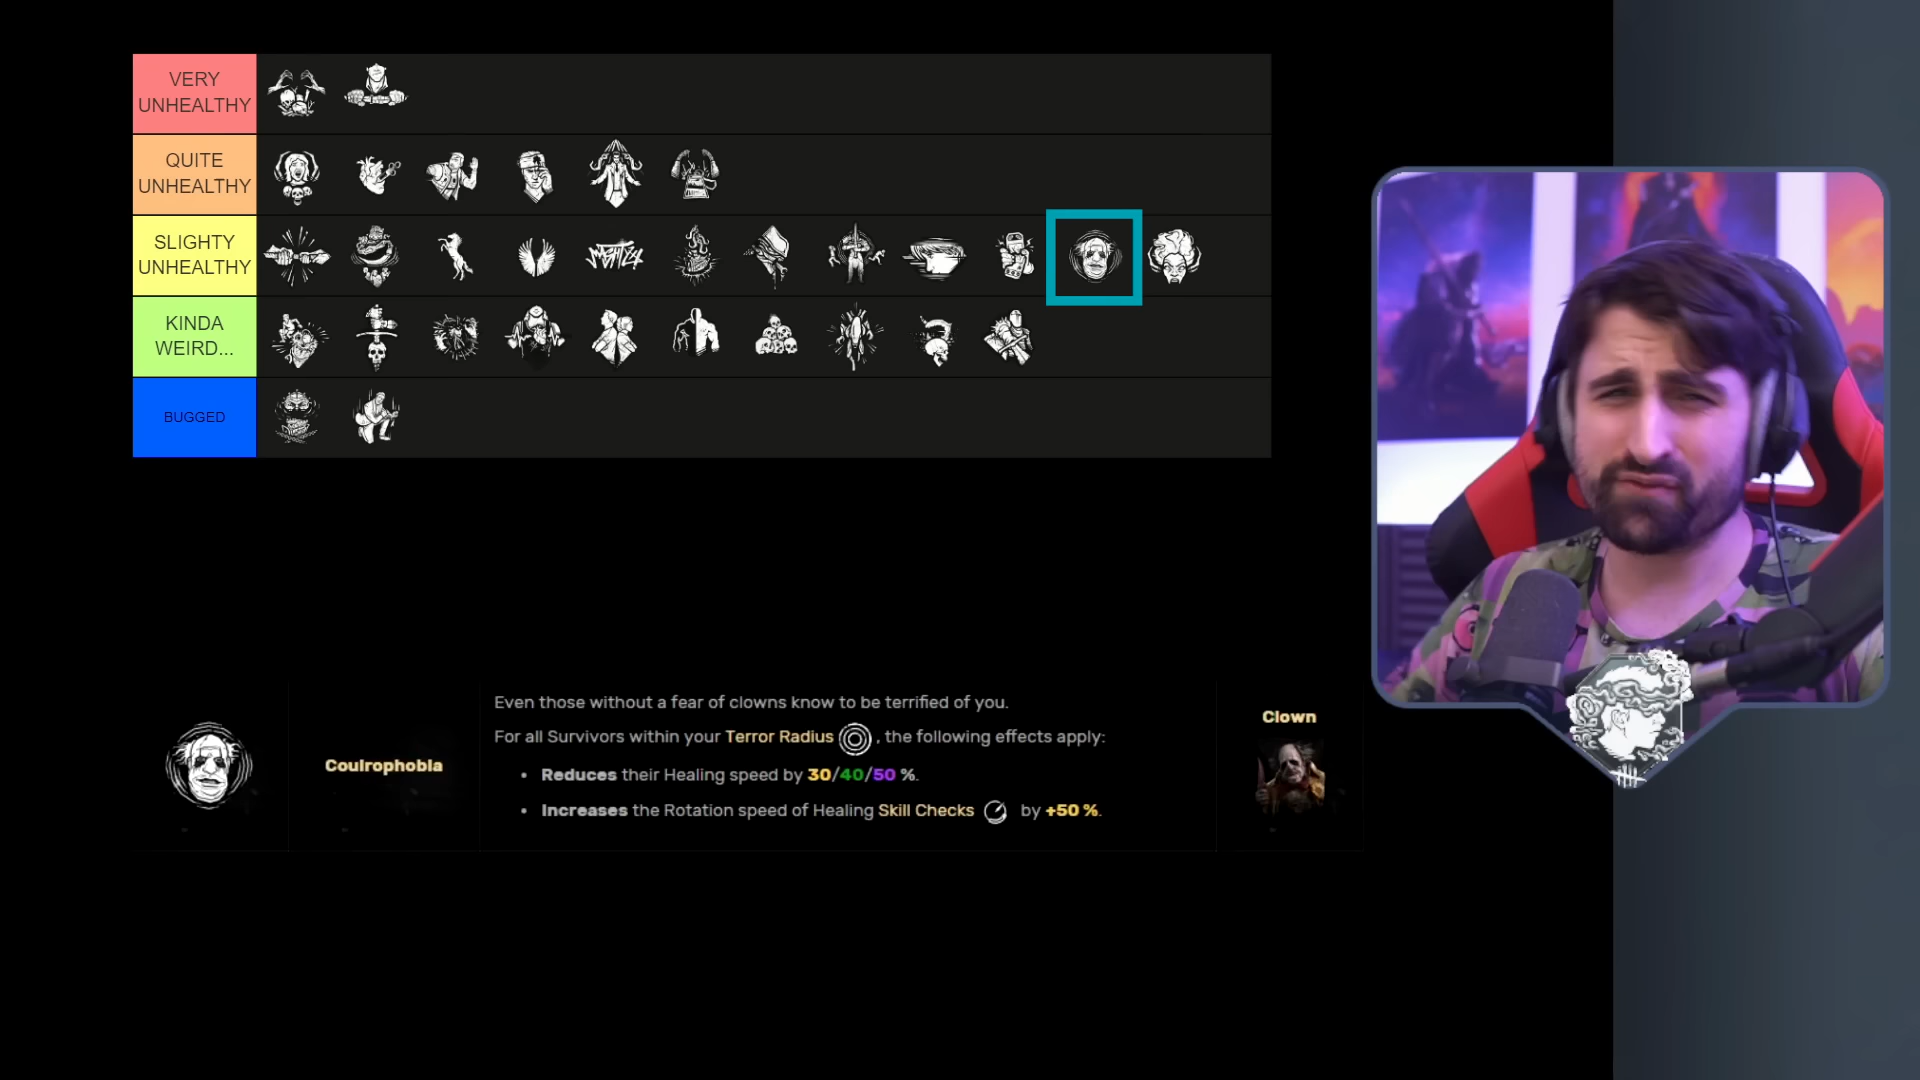 VERY
UNHEALTHY
QUITE
UNHEALTHY
SLIGHTY
UNHEALTHY
KINDA
WEIRD...
BUGGED
Coulrophobia
Even those without a fear of clowns know to be terrified of you.
For all Survivors within your Terror Radius , the following effects apply:
• Reduces their Healing speed by 30/40/50 %.
• Increases the Rotation speed of Healing Skill Checks by +50 %.
Clown